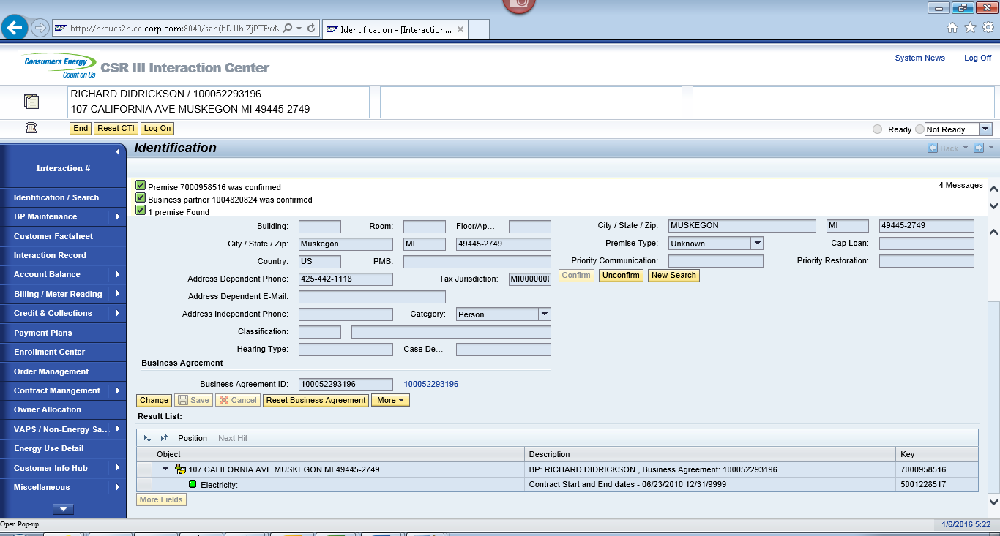 http://brcucs2n.ce.corp.com:8049/sap(bD1lbiZjPTEwN
Identification - [Interaction...
Consumers Energy
Count on Us
CSR III Interaction Center
System News
Log Off
RICHARD DIDRICKSON / 100052293196
107 CALIFORNIA AVE MUSKEGON MI 49445-2749
End Reset CTI Log On
Ready Not Ready
Identification
Back
Interaction #
Identification / Search
BP Maintenance
Customer Factsheet
Interaction Record
Account Balance
Billing / Meter Reading
Credit & Collections
Payment Plans
Enrollment Center
Order Management
Contract Management
Owner Allocation
VAPS / Non-Energy Sa...
Energy Use Detail
Customer Info Hub
Miscellaneous
Premise 7000958516 was confirmed
4 Messages
Business partner 1004820824 was confirmed
1 premise Found
Building: Room: Floor/Ap...
City / State / Zip: Muskegon MI 49445-2749
Country: US PMB:
Address Dependent Phone: 425-442-1118 Tax Jurisdiction: MI000000
Address Dependent E-Mail:
Address Independent Phone: Category: Person
Classification:
Hearing Type: Case De...
City / State / Zip: MUSKEGON MI 49445-2749
Premise Type: Unknown Cap Loan:
Priority Communication: Priority Restoration:
Confirm Unconfirm New Search
Business Agreement
Business Agreement ID: 100052293196 100052293196
Change Save Cancel Reset Business Agreement More
Result List:
Position Next Hit
Object Description Key
107 CALIFORNIA AVE MUSKEGON MI 49445-2749 BP: RICHARD DIDRICKSON , Business Agreement: 100052293196 7000958516
Electricity: Contract Start and End dates - 06/23/2010 12/31/9999 5001228517
More Fields
Open Pop-up
1/6/2016 5:22